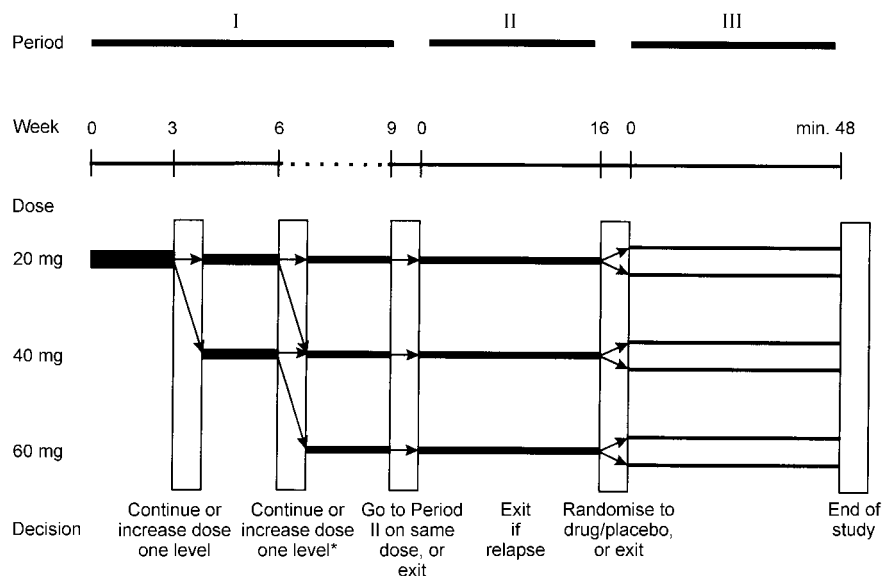 I II III
Period
Week
0 3 6 9 0 16 0 min. 48
Dose
20 mg
40 mg
60 mg
Decision
Continue or
increase dose
one level
Continue or
increase dose
one level*
Go to Period
II on same
dose, or
exit
Exit
if
relapse
Randomise to
drug/placebo,
or exit
End of
study